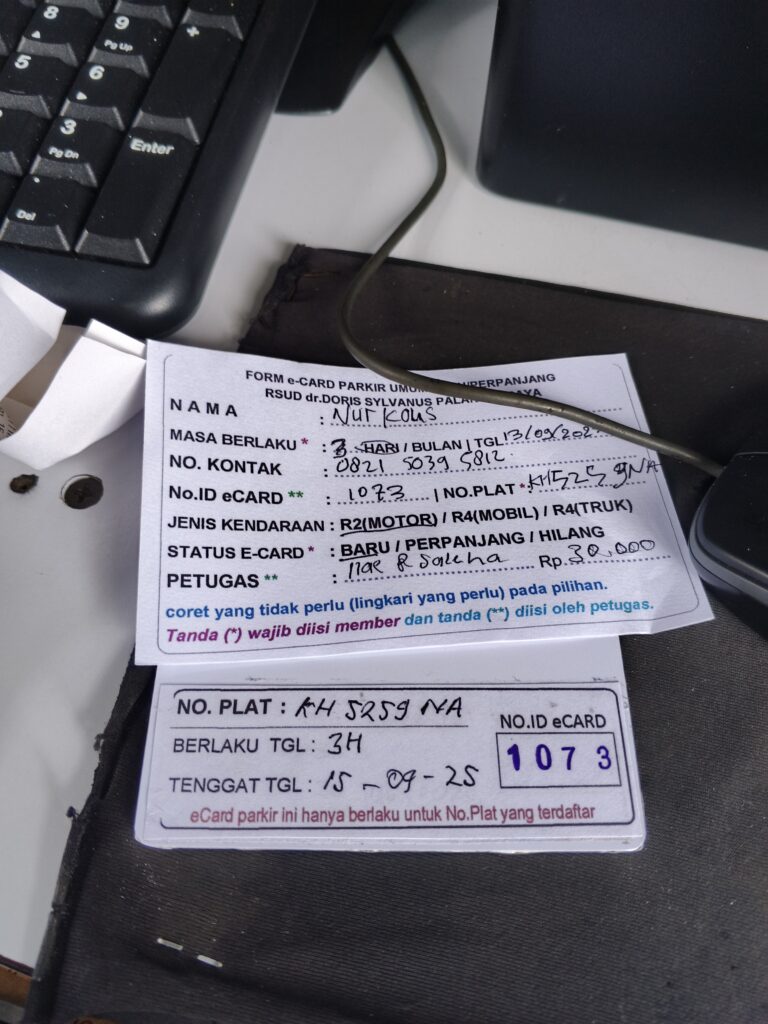 8
9
Pg Up
+
5
6
3
Pg Dn
Enter
Del
FORM e-CARD PARKIR UMUM /PERPANJANG
RSUD dr.DORIS SYLVANUS PALAN AYA
NAMA : Nur Kous
MASA BERLAKU * : 3 HARI / BULAN | TGL 13/09/202
NO. KONTAK : 0821 5039 5812
No.ID eCARD ** : 1073 | NO.PLAT * : KH 5259 NA
JENIS KENDARAAN : R2(MOTOR) / R4(MOBIL) / R4(TRUK)
STATUS E-CARD * : BARU / PERPANJANG / HILANG
PETUGAS ** : & Rp. 30.000
coret yang tidak perlu (lingkari yang perlu) pada pilihan.
Tanda (*) wajib diisi member dan tanda (**) diisi oleh petugas.
NO. PLAT : KH 5259 NA
NO.ID eCARD
BERLAKU TGL : 3H
1073
TENGGAT TGL : 15-09-25
eCard parkir ini hanya berlaku untuk No.Plat yang terdaftar